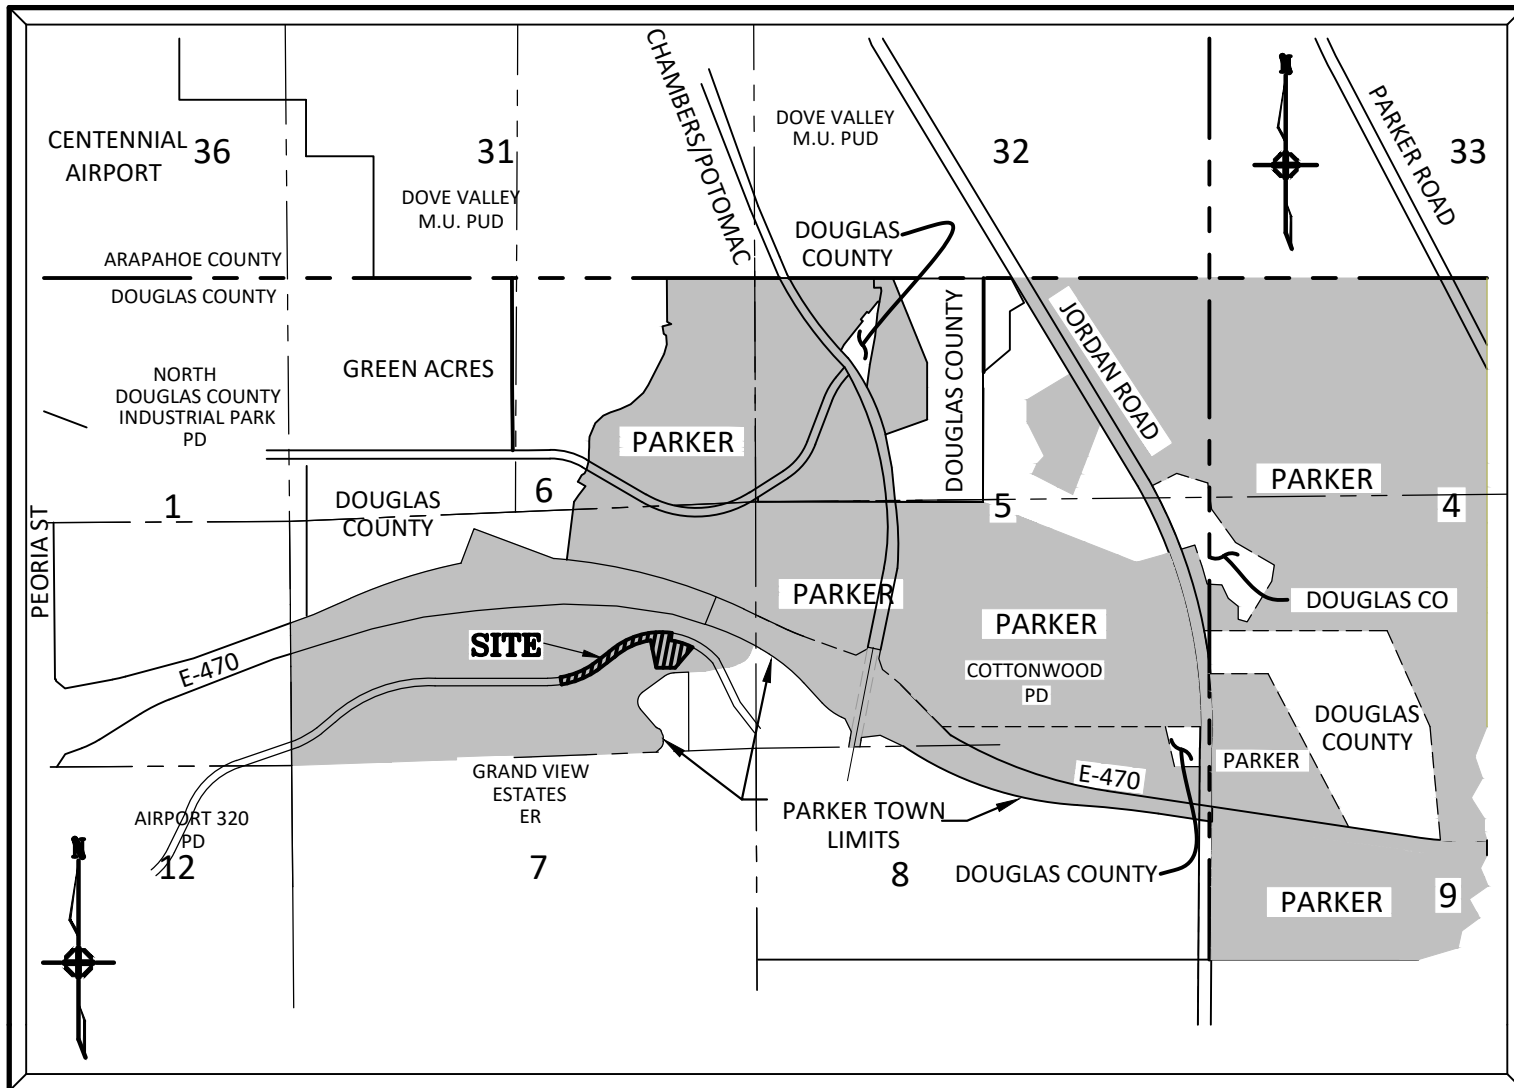 CENTENNIAL
AIRPORT
36
31
DOVE VALLEY
M.U. PUD
CHAMBERS/POTOMAC
DOVE VALLEY
M.U. PUD
32
N
PARKER ROAD
33
DOUGLAS
COUNTY
ARAPAHOE COUNTY
DOUGLAS COUNTY
GREEN ACRES
NORTH
DOUGLAS COUNTY
INDUSTRIAL PARK
PD
PARKER
DOUGLAS COUNTY
JORDAN ROAD
PARKER
PEORIA ST
1
DOUGLAS
COUNTY
6
5
4
PARKER
PARKER
DOUGLAS CO
COTTONWOOD
PD
SITE
E-470
DOUGLAS
COUNTY
PARKER
E-470
GRAND VIEW
ESTATES
ER
PARKER TOWN
LIMITS
AIRPORT 320
PD
12
7
8
DOUGLAS COUNTY
PARKER
9
N